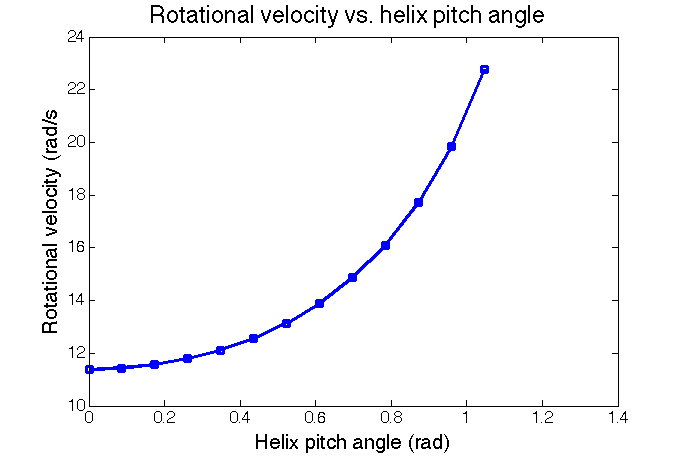 Rotational velocity vs. helix pitch angle
24
22
20
18
16
14
12
10
Rotational velocity (rad/s
0 0.2 0.4 0.6 0.8 1 1.2 1.4
Helix pitch angle (rad)